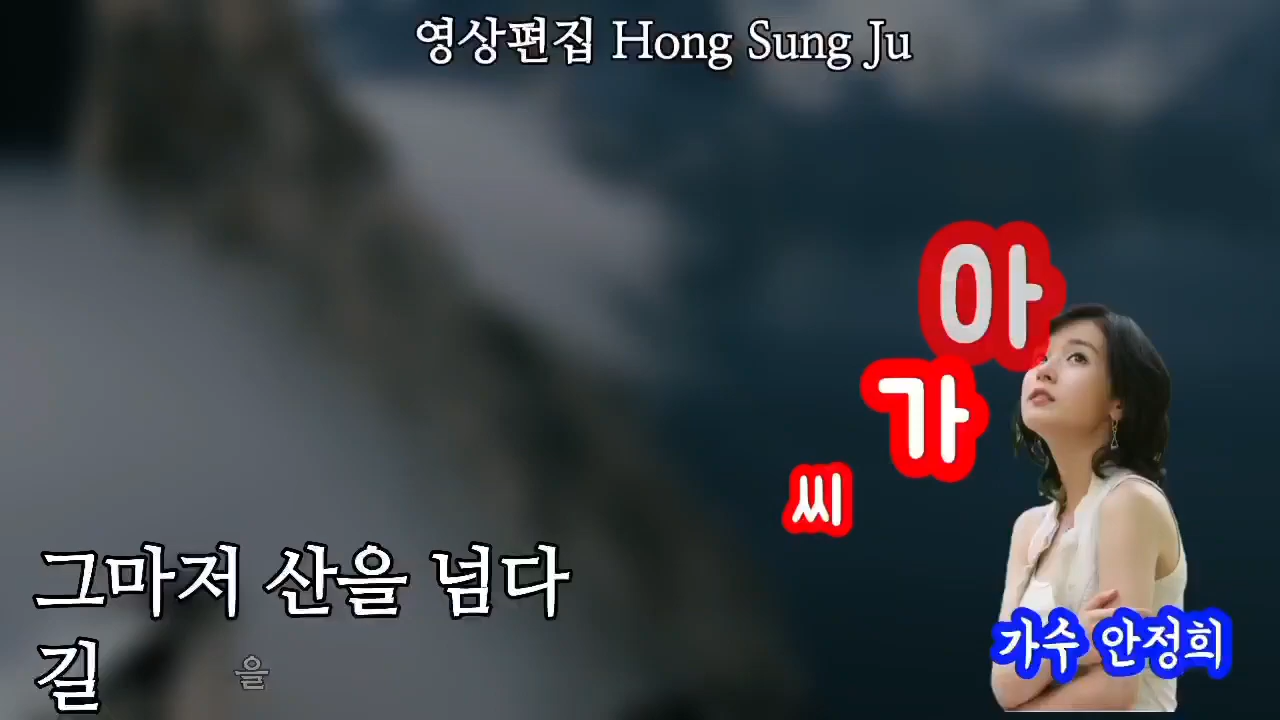 영상편집 Hong Sung Ju
아
가
씨
그마저 산을 넘다
길 을
가수 안정희